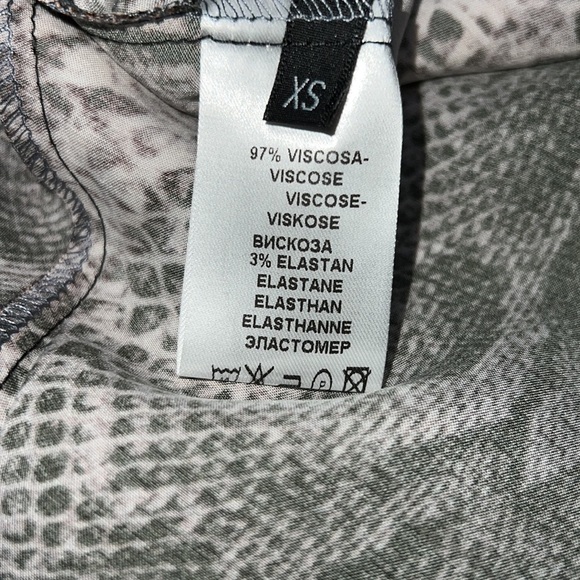 XS
97% VISCOSA-
VISCOSE
VISCOSE-
VISKOSE
ВИСКОЗА
3% ELASTAN
ELASTANE
ELASTHAN
ELASTHANNE
ЭЛАСТОМЕР